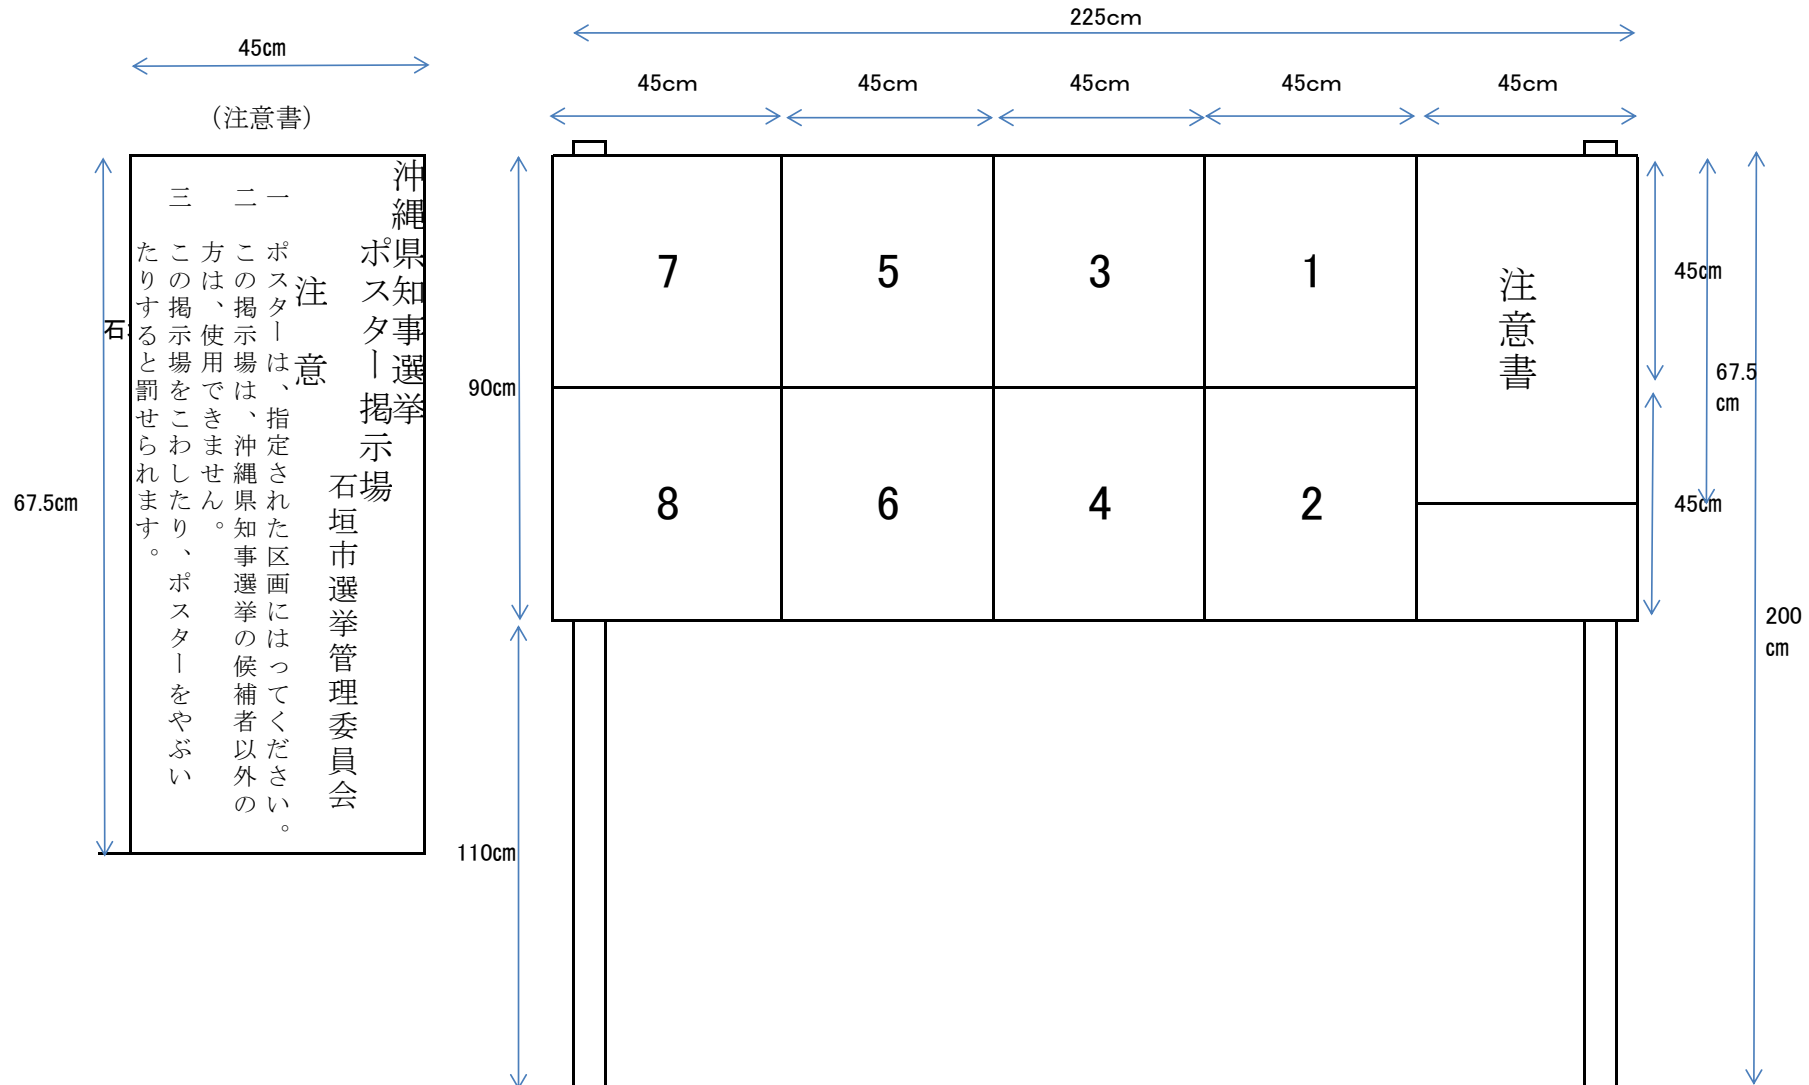 225cm
45㎝
45cm
45cm
45cm
45cm
45cm
（注意書）
沖縄県知事選挙
ポスター掲示場
石垣市選挙管理委員会
注意
一 ポスターは、指定された区画にはってください。
二 この掲示場は、沖縄県知事選挙の候補者以外の
方は、使用できません。
三 この掲示場をこわしたり、ポスターをやぶい
たりすると罰せられます。
石
67.5㎝
90㎝
110㎝
7
5
3
1
注意書
8
6
4
2
45㎝
67.5
㎝
45㎝
200
㎝